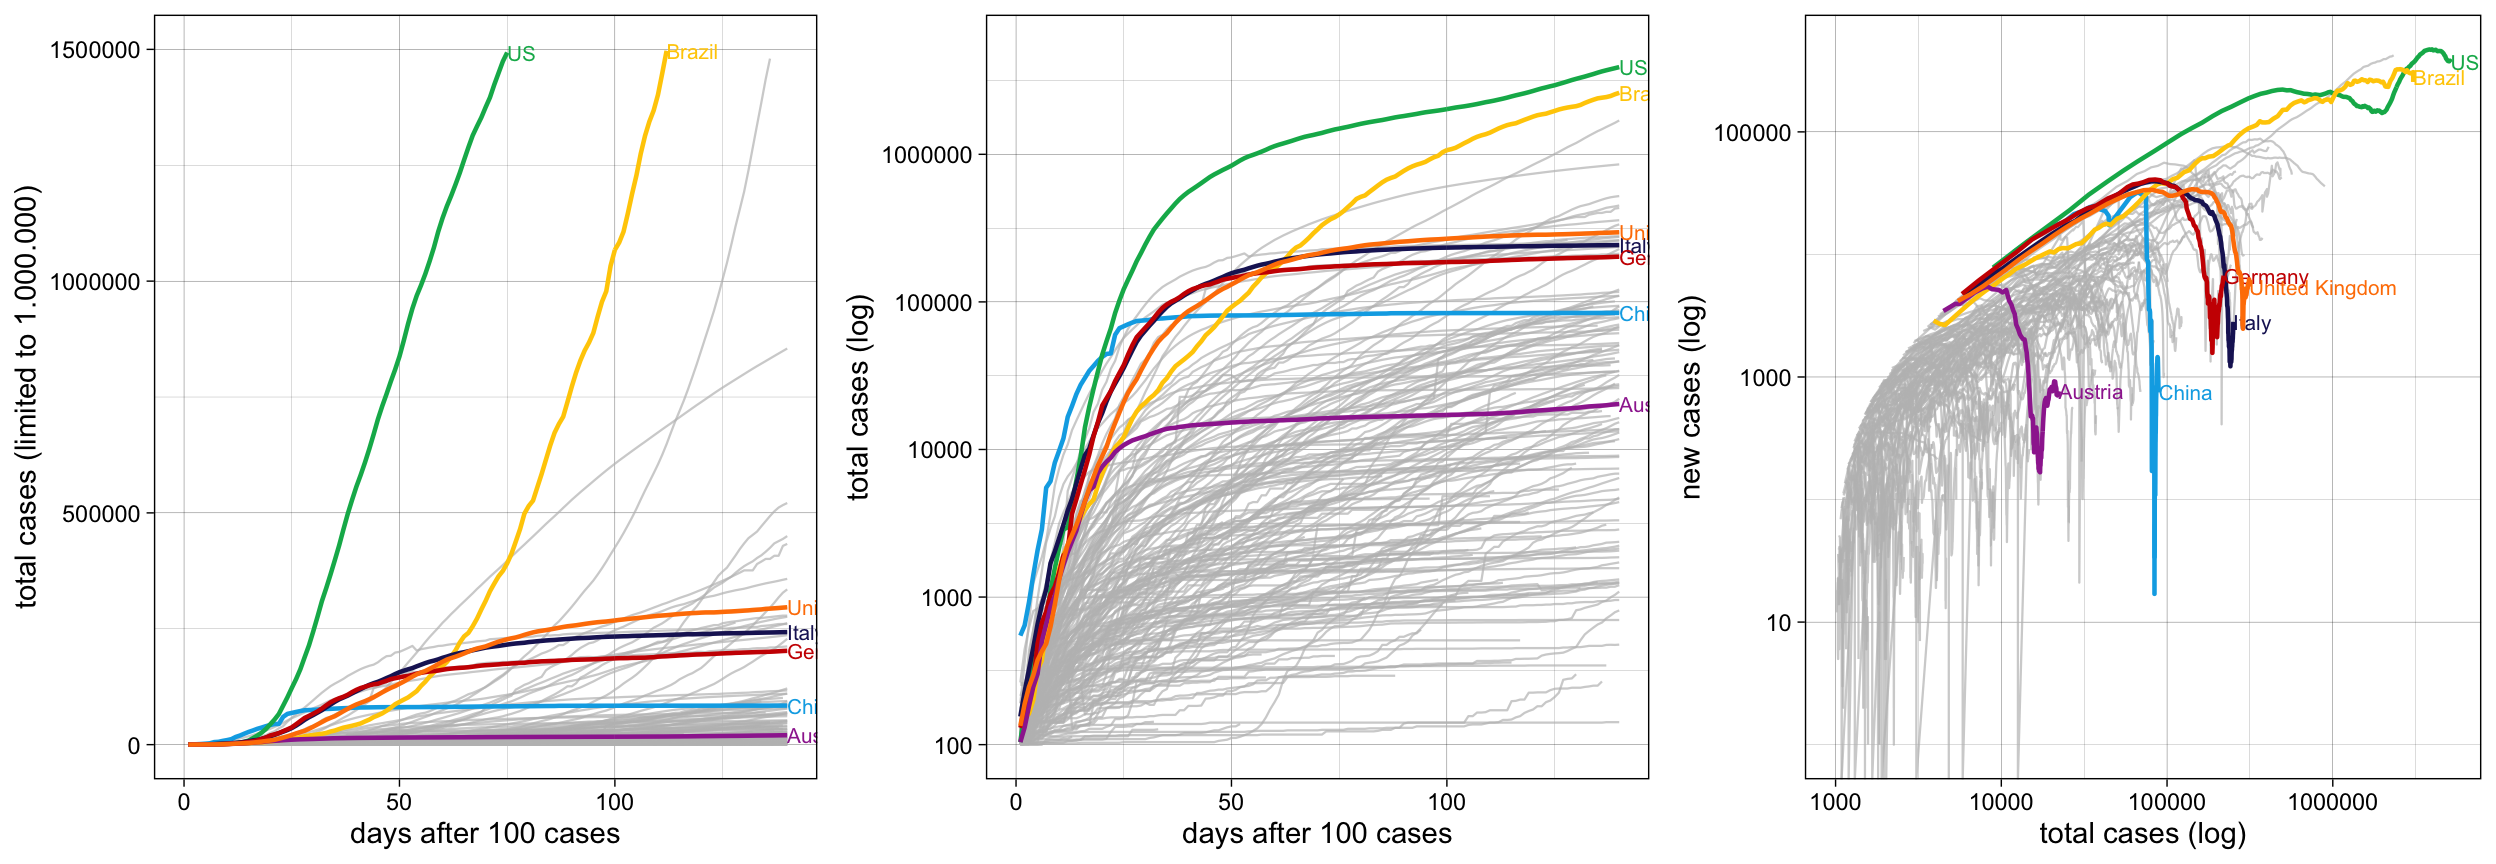 total cases (limited to 1.000.000)
1500000
1000000
500000
0
0
50
100
days after 100 cases
US
Brazil
Uni
Italy
Ge
Chi
Aus
total cases (log)
1000000
100000
10000
1000
100
0
50
100
days after 100 cases
US
Bra
Uni
Italy
Ge
Chi
Aus
new cases (log)
100000
1000
10
1000
10000
100000
1000000
total cases (log)
US
Brazil
Germany
United Kingdom
Italy
Austria
China